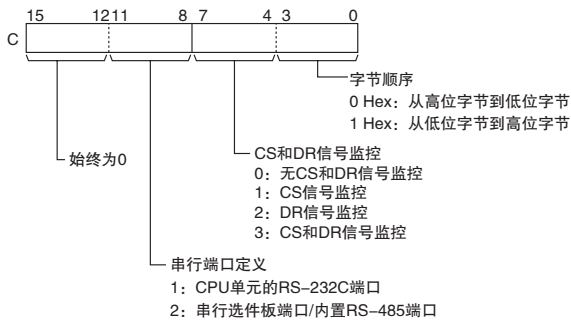 15 12 11 8 7 4 3 0
C
字节顺序
0 Hex：从高位字节到低位字节
1 Hex：从低位字节到高位字节
始终为0
CS和DR信号监控
0：无CS和DR信号监控
1：CS信号监控
2：DR信号监控
3：CS和DR信号监控
串行端口定义
1：CPU单元的RS-232C端口
2：串行选件板端口/内置RS-485端口